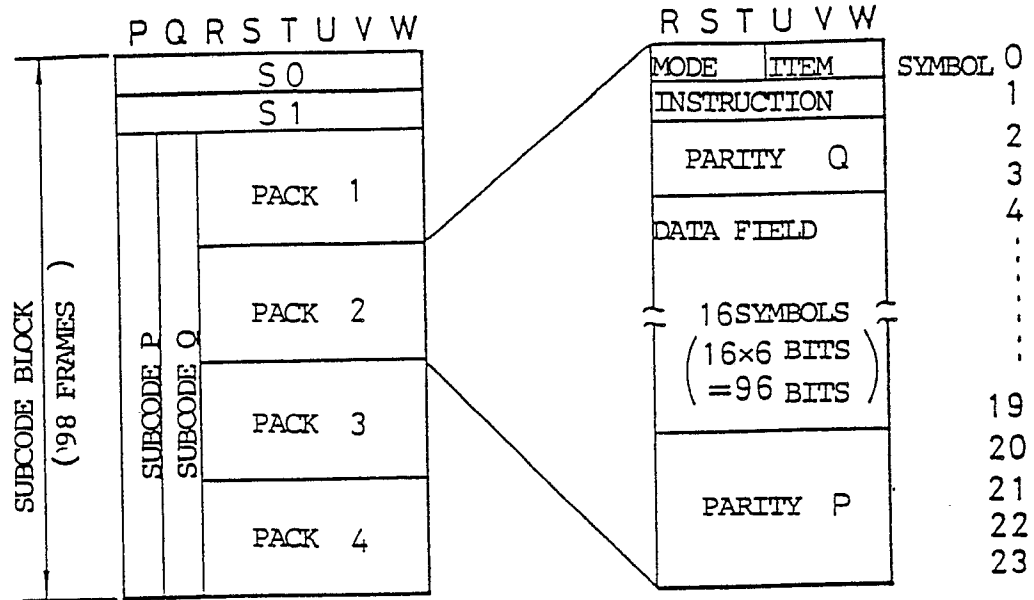 P Q R S T U V W
S0
S1
PACK 1
PACK 2
PACK 3
PACK 4
SUBCODE P
SUBCODE Q
SUBCODE BLOCK
(98 FRAMES )
R S T U V W
MODE ITEM
INSTRUCTION
PARITY Q
DATA FIELD
16SYMBOLS
(16×6 BITS
=96 BITS)
PARITY P
SYMBOL 0
1
2
3
4
19
20
21
22
23